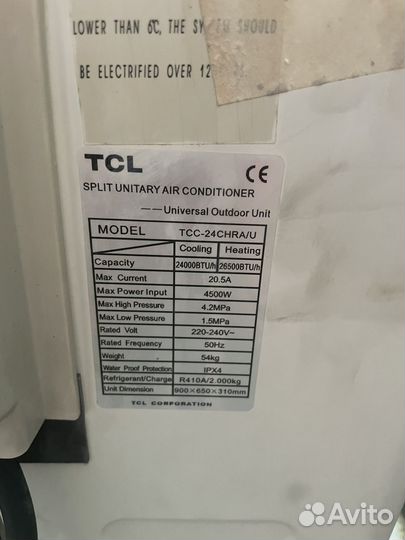 LOWER THAN 6℃, THE SYSTEM SHOULD
BE ELECTRIFIED OVER
TCL CE
SPLIT UNITARY AIR CONDITIONER
——Universal Outdoor Unit
MODEL TCC-24CHRA/U
Cooling Heating
Capacity 24000BTU/h 26500BTU/h
Max Current 20.5A
Max Power Input 4500W
Max High Pressure 4.2MPa
Max Low Pressure 1.5MPa
Rated Volt 220-240V~
Rated Frequency 50Hz
Weight 54kg
Water Proof Protection IPX4
Refrigerant/Charge R410A/2.000kg
Unit Dimension 900×650×310mm
TCL CORPORATION
Avito